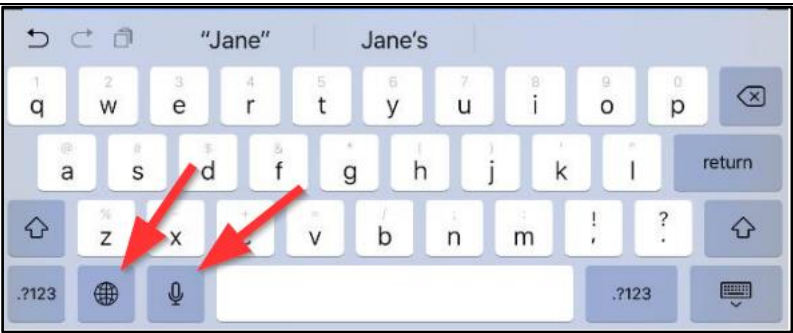 "Jane" Jane's
1 2 3 4 5 6 7 8 9 0
q w e r t y u i o p
@ # $ & * ( ) ' "
a s d f g h j k l return
% - + = / ; : ! ?
z x v b n m , .
.?123 .?123